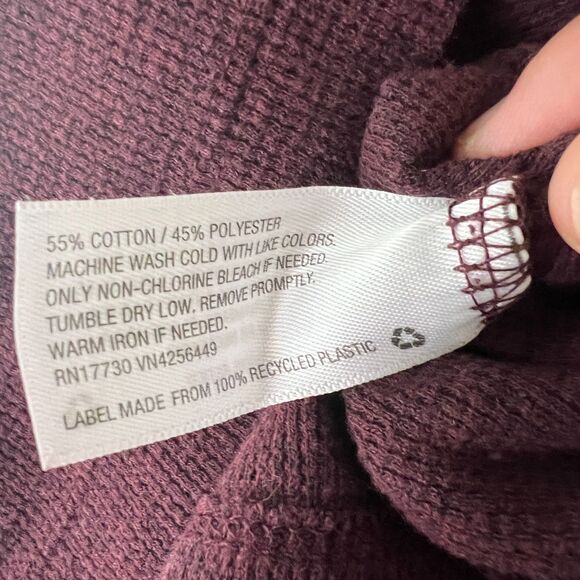 55% COTTON / 45% POLYESTER
MACHINE WASH COLD WITH LIKE COLORS.
ONLY NON-CHLORINE BLEACH IF NEEDED.
TUMBLE DRY LOW. REMOVE PROMPTLY.
WARM IRON IF NEEDED.
RN17730 VN4256449
LABEL MADE FROM 100% RECYCLED PLASTIC